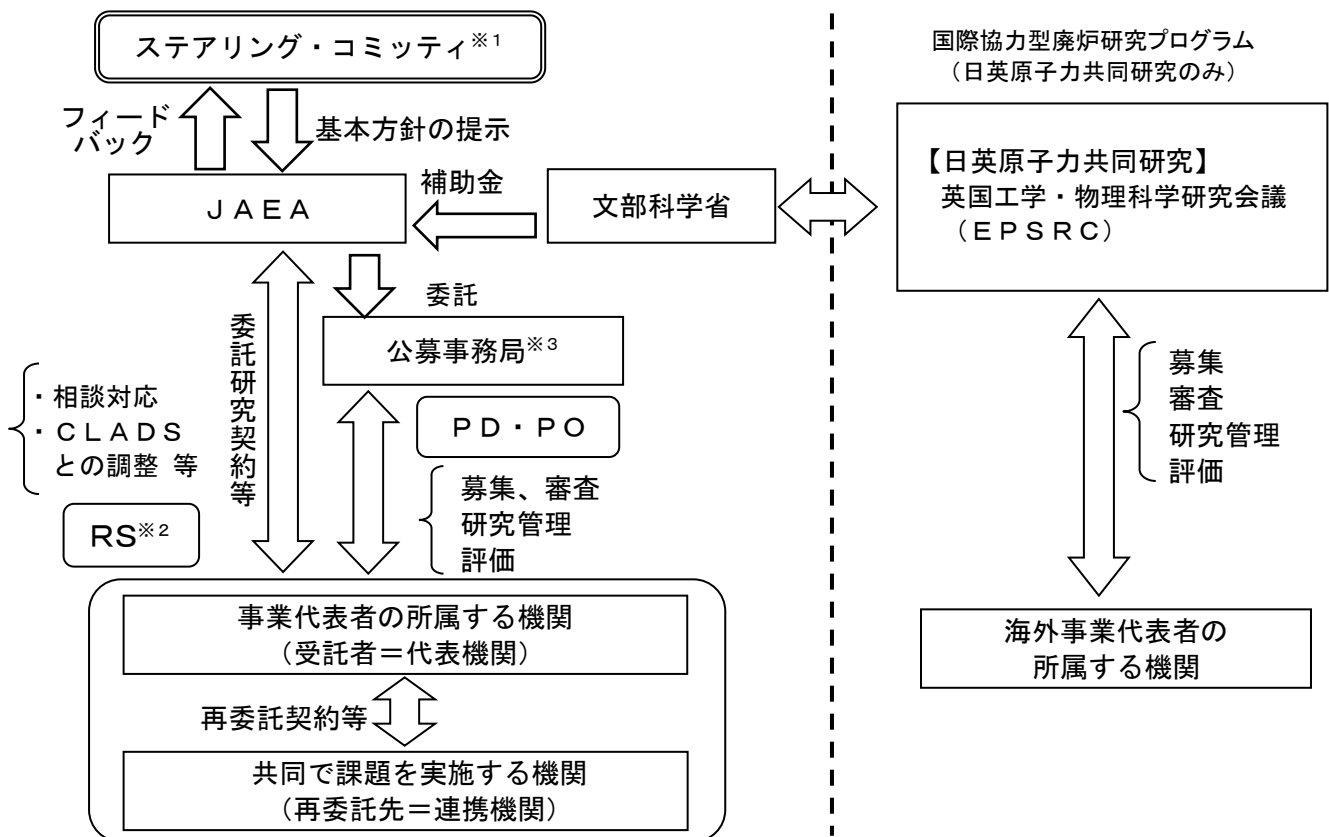 ステアリング・コミッティ※1
フィード
バック
基本方針の提示
JAEA
補助金
文部科学省
委託
公募事務局※3
委託研究契約等
・相談対応
・CLADS
との調整 等
RS※2
PD・PO
募集、審査
研究管理
評価
事業代表者の所属する機関
(受託者=代表機関)
再委託契約等
共同で課題を実施する機関
(再委託先=連携機関)
国際協力型廃炉研究プログラム
(日英原子力共同研究のみ)
【日英原子力共同研究】
英国工学・物理科学研究会議
(EPSRC)
募集
審査
研究管理
評価
海外事業代表者の
所属する機関